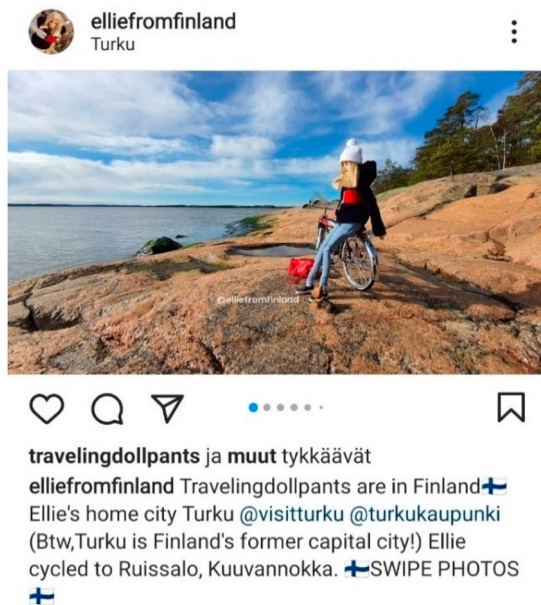 elliefromfinland
Turku
@elliefromfinland
travelingdollpants ja muut tykkäävät
elliefromfinland Travelingdollpants are in Finland🇫🇮
Ellie's home city Turku @visitturku @turkukaupunki
(Btw,Turku is Finland's former capital city!) Ellie
cycled to Ruissalo, Kuuvannokka. 🇫🇮SWIPE PHOTOS
🇫🇮